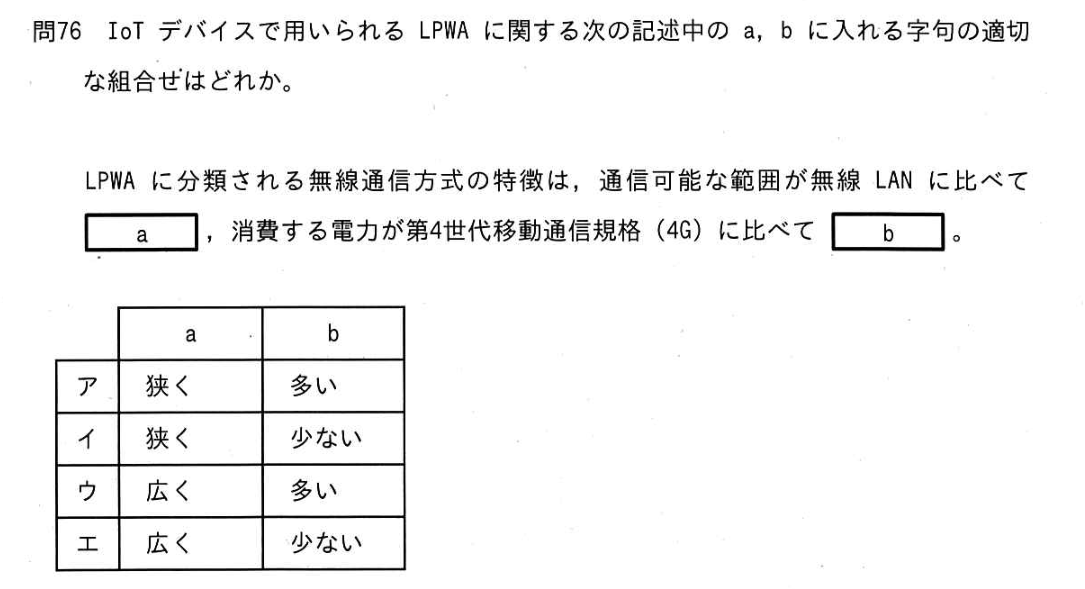 問76 IoT デバイスで用いられる LPWA に関する次の記述中の a，b に入れる字句の適切
な組合せはどれか。
LPWA に分類される無線通信方式の特徴は，通信可能な範囲が無線 LAN に比べて
a ，消費する電力が第4世代移動通信規格（4G）に比べて b 。
a b
ア 狭く 多い
イ 狭く 少ない
ウ 広く 多い
エ 広く 少ない